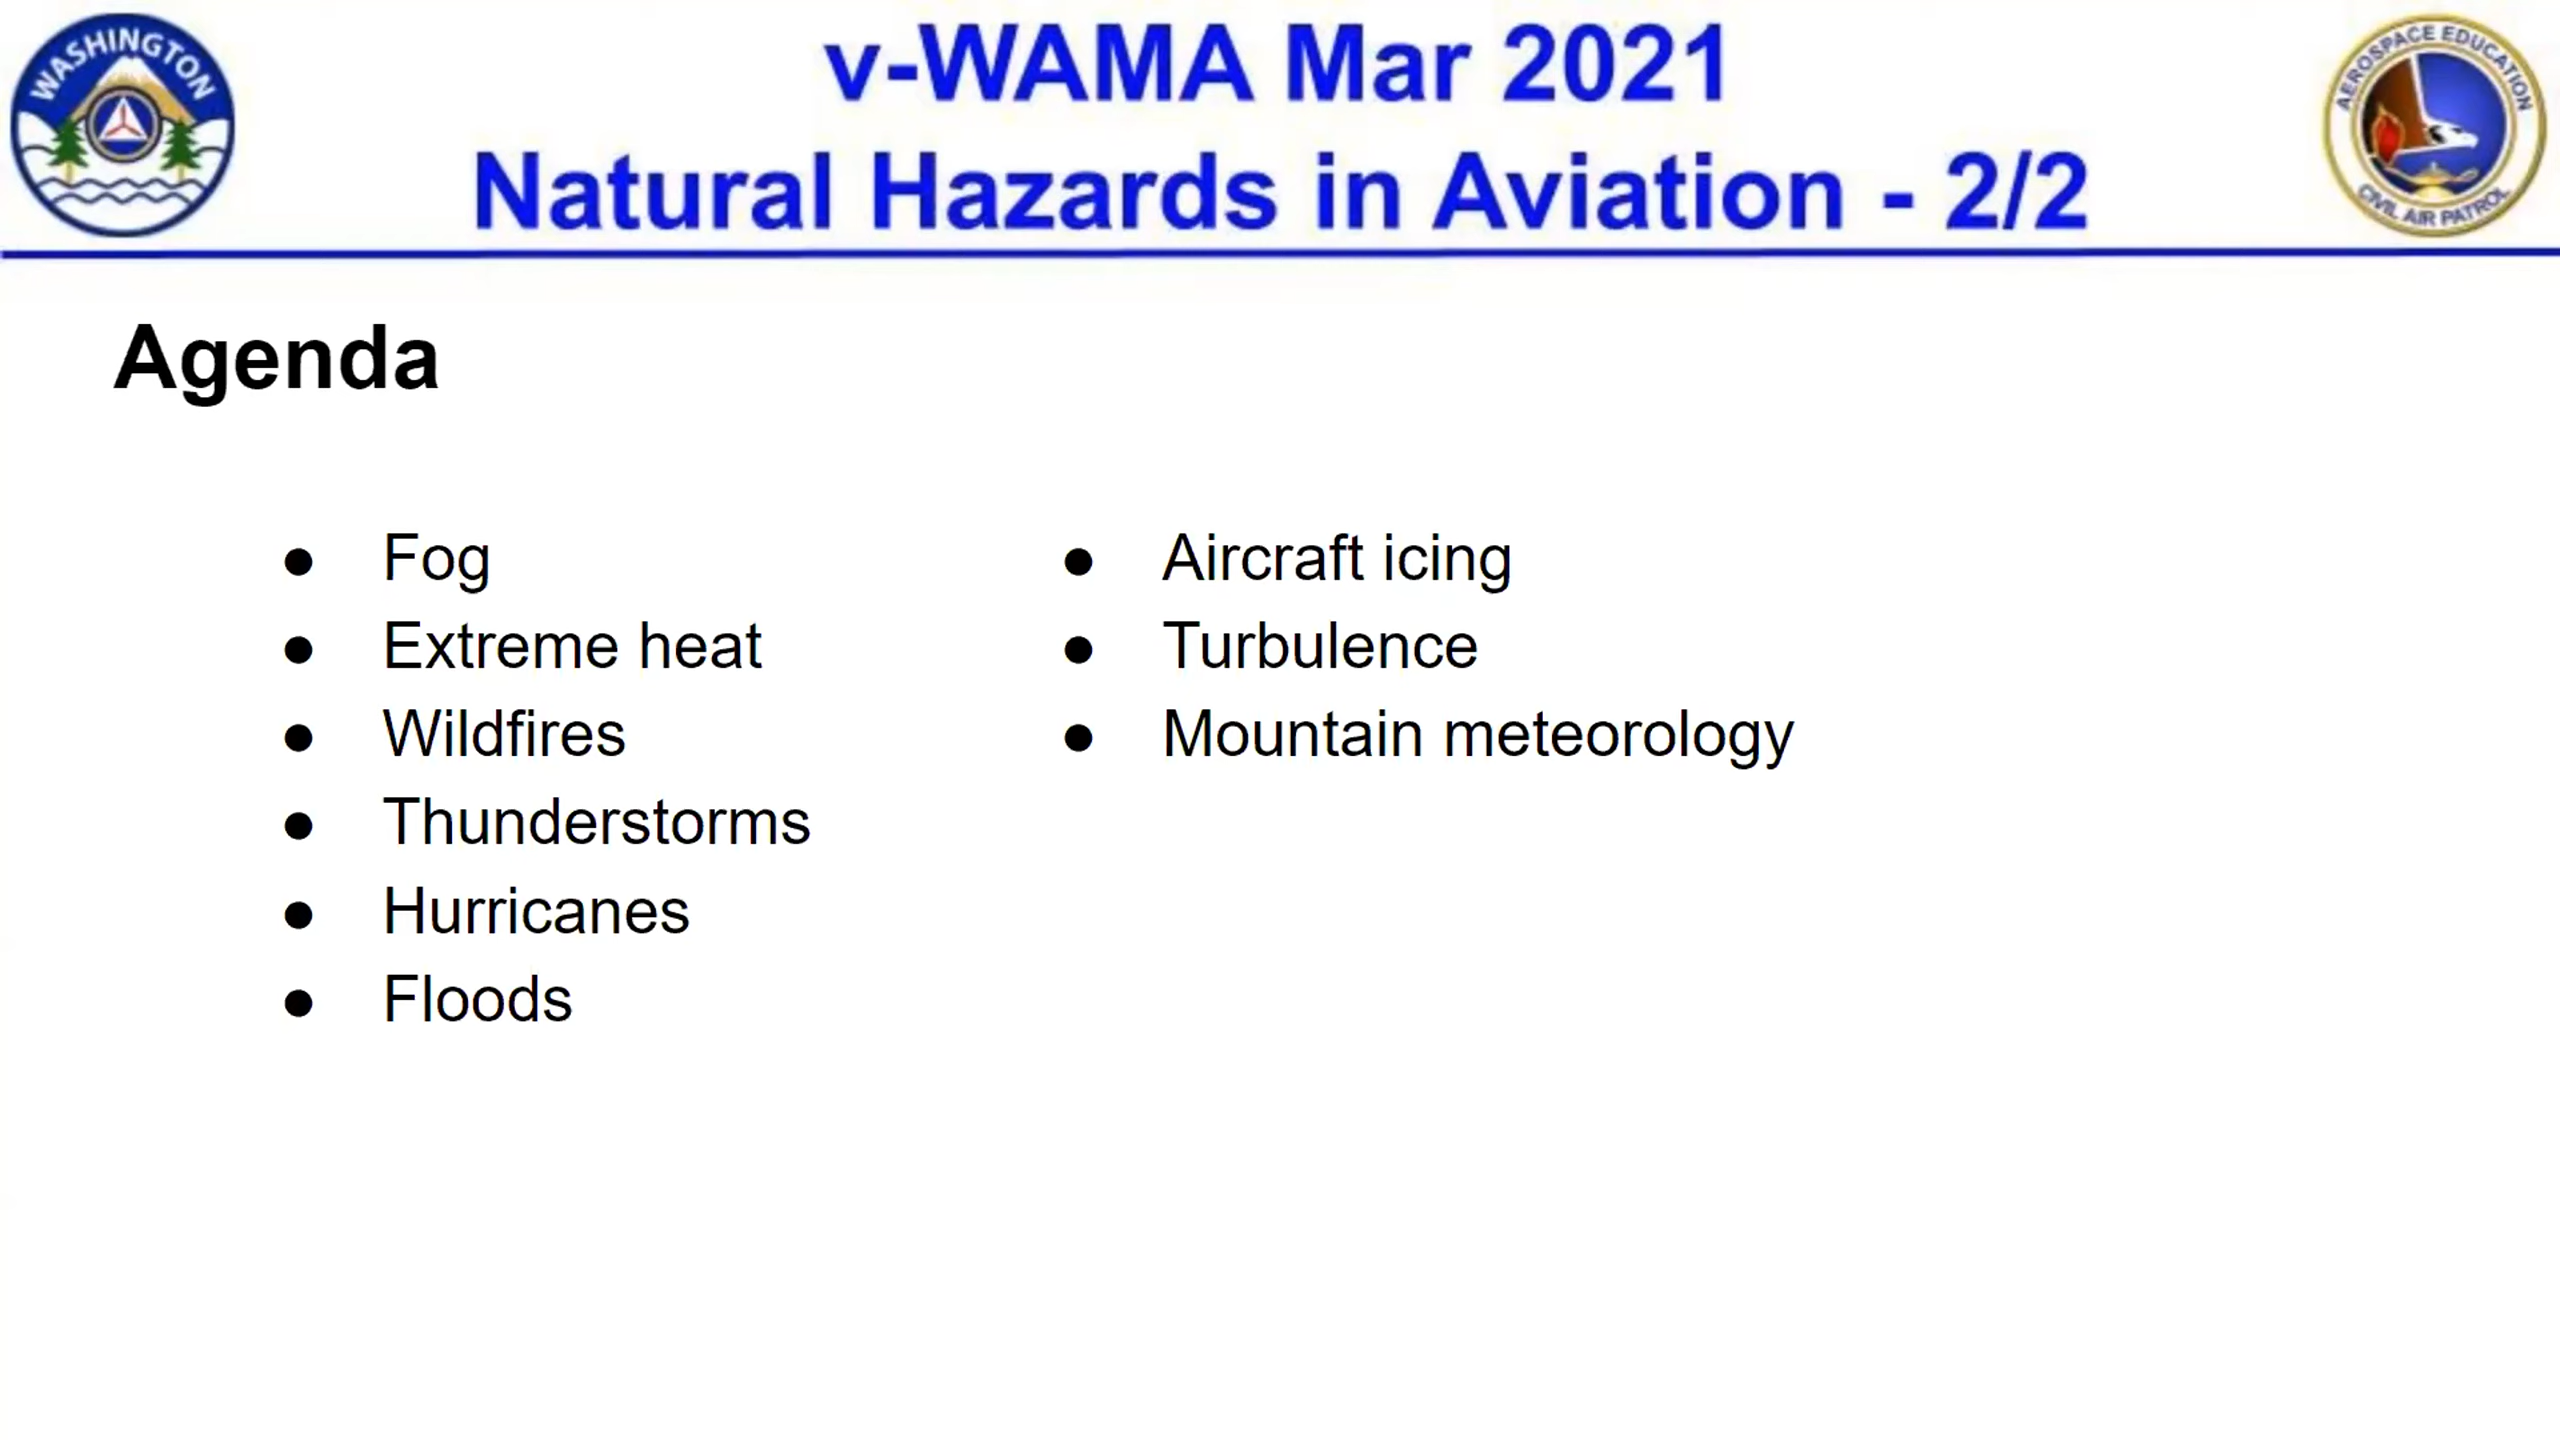 WASHINGTON
v-WAMA Mar 2021
Natural Hazards in Aviation - 2/2
AEROSPACE EDUCATION
CIVIL AIR PATROL
Agenda
● Fog
● Extreme heat
● Wildfires
● Thunderstorms
● Hurricanes
● Floods
● Aircraft icing
● Turbulence
● Mountain meteorology